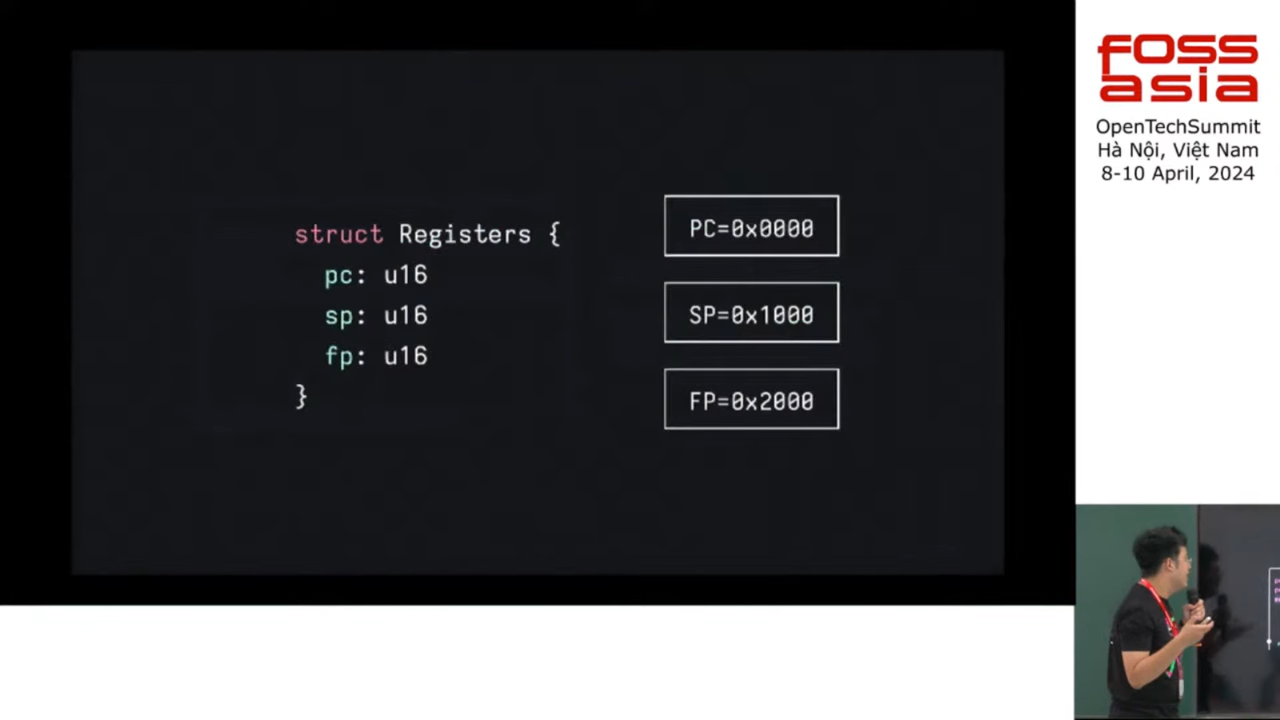 struct Registers {
pc: u16
sp: u16
fp: u16
}
PC=0x0000
SP=0x1000
FP=0x2000
FOSS
asia
OpenTechSummit
Hà Nội, Việt Nam
8-10 April, 2024